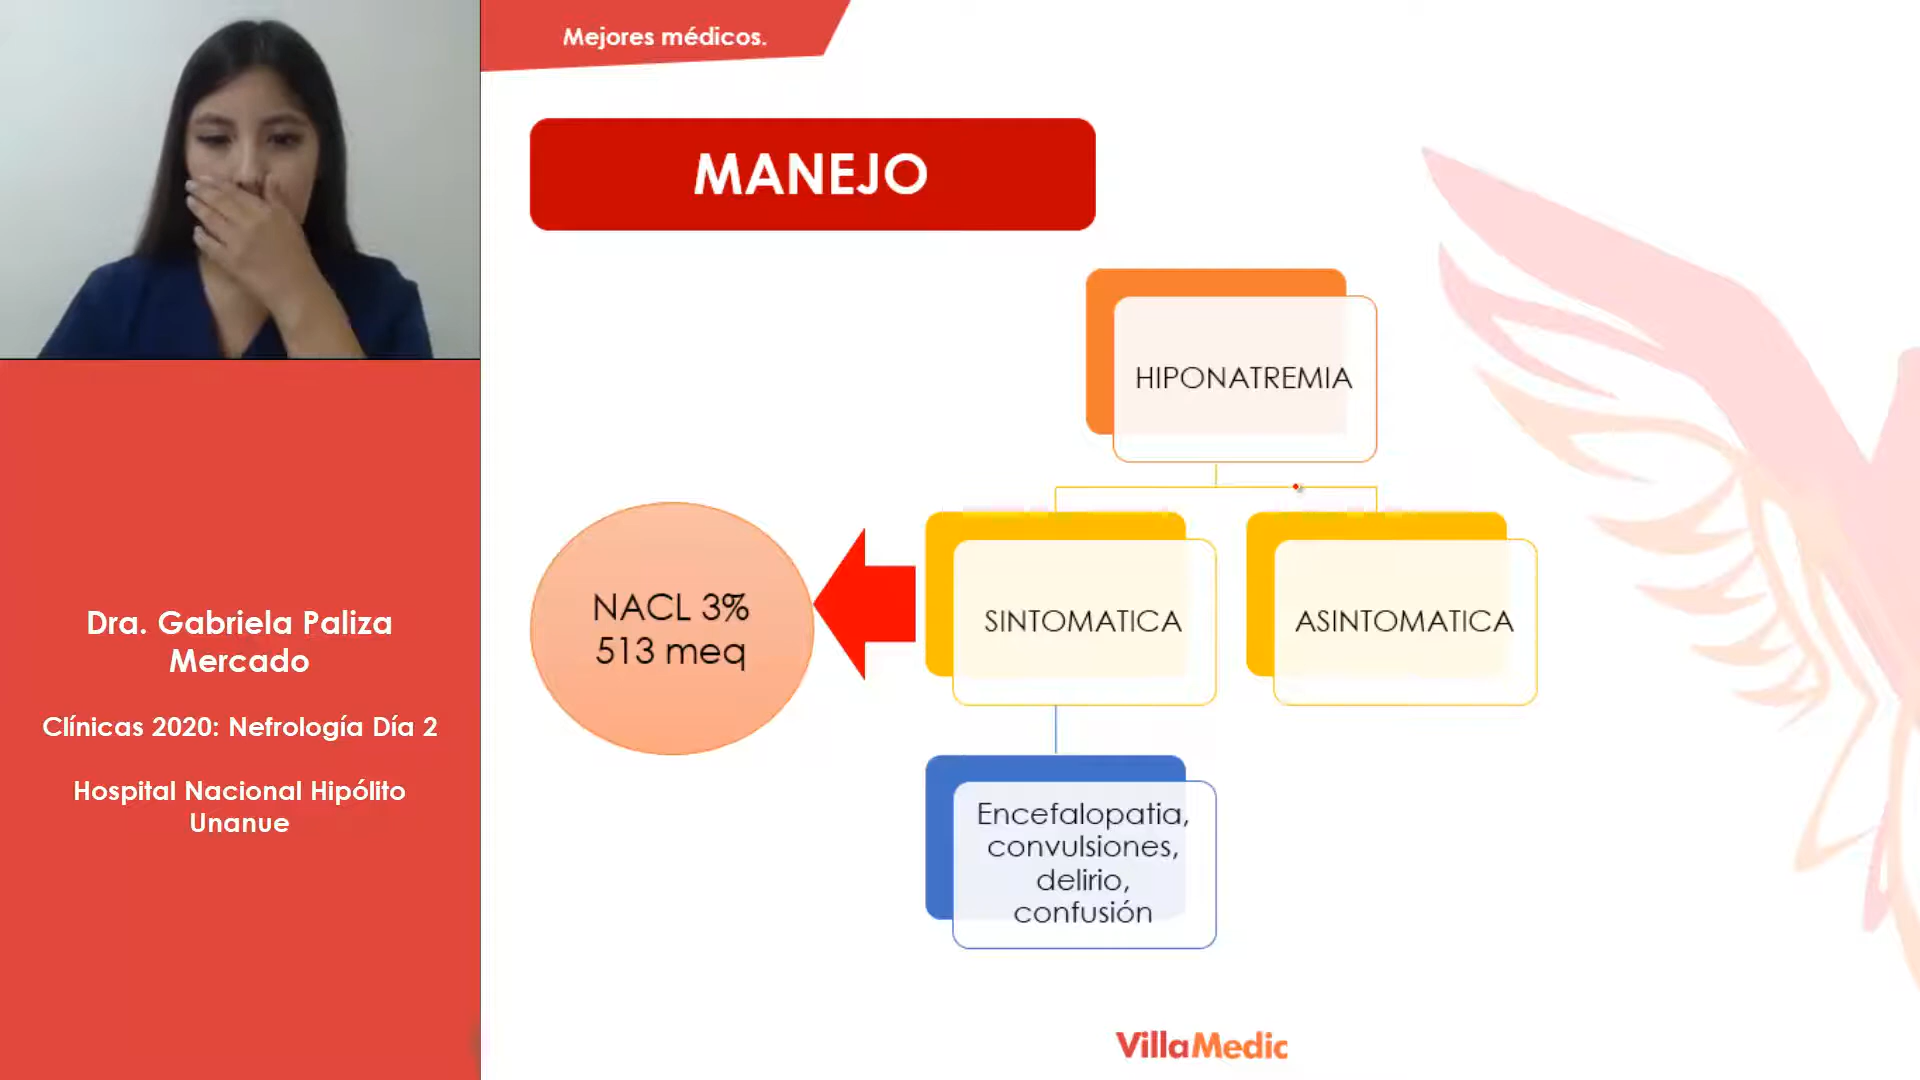 Mejores médicos.
MANEJO
HIPONATREMIA
NACL 3%
513 meq
SINTOMATICA
ASINTOMATICA
Encefalopatia,
convulsiones,
delirio,
confusión
Dra. Gabriela Paliza
Mercado
Clínicas 2020: Nefrología Día 2
Hospital Nacional Hipólito
Unanue
VillaMedic